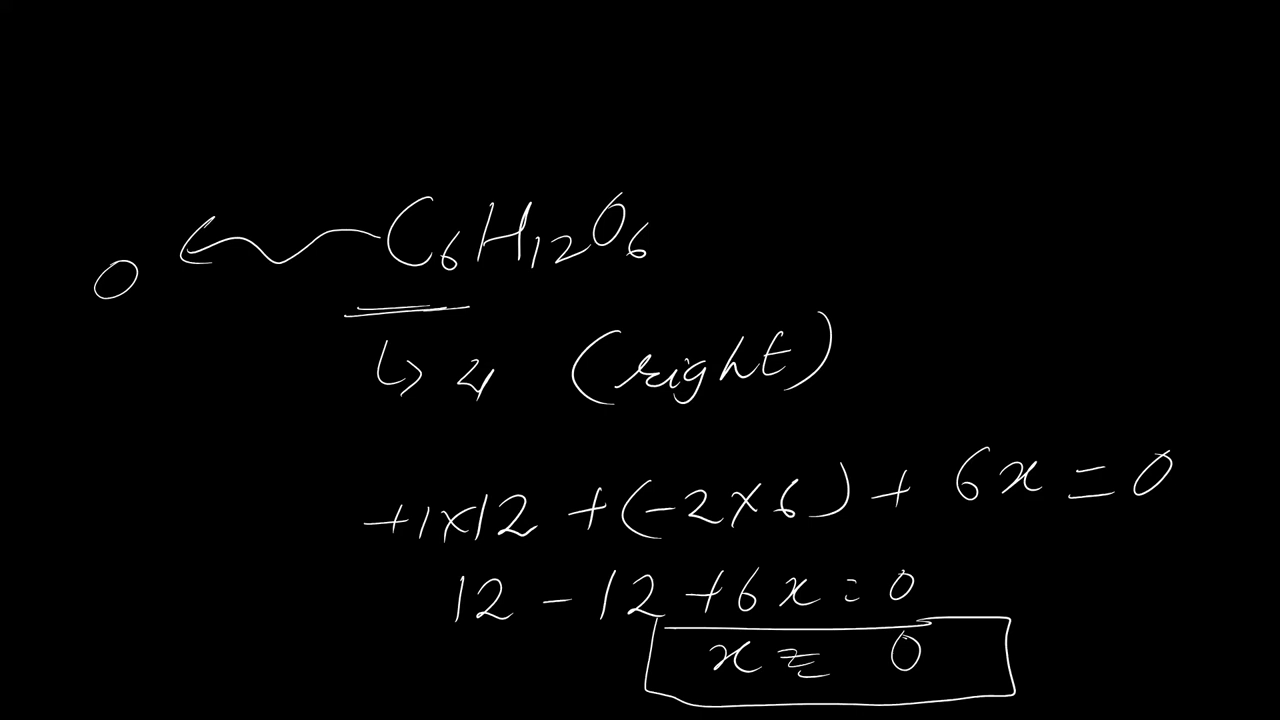 0 ← C₆H₁₂O₆
↳ 4 (right)
+1×12 +(-2×6) + 6x = 0
12 - 12 + 6x = 0
x = 0